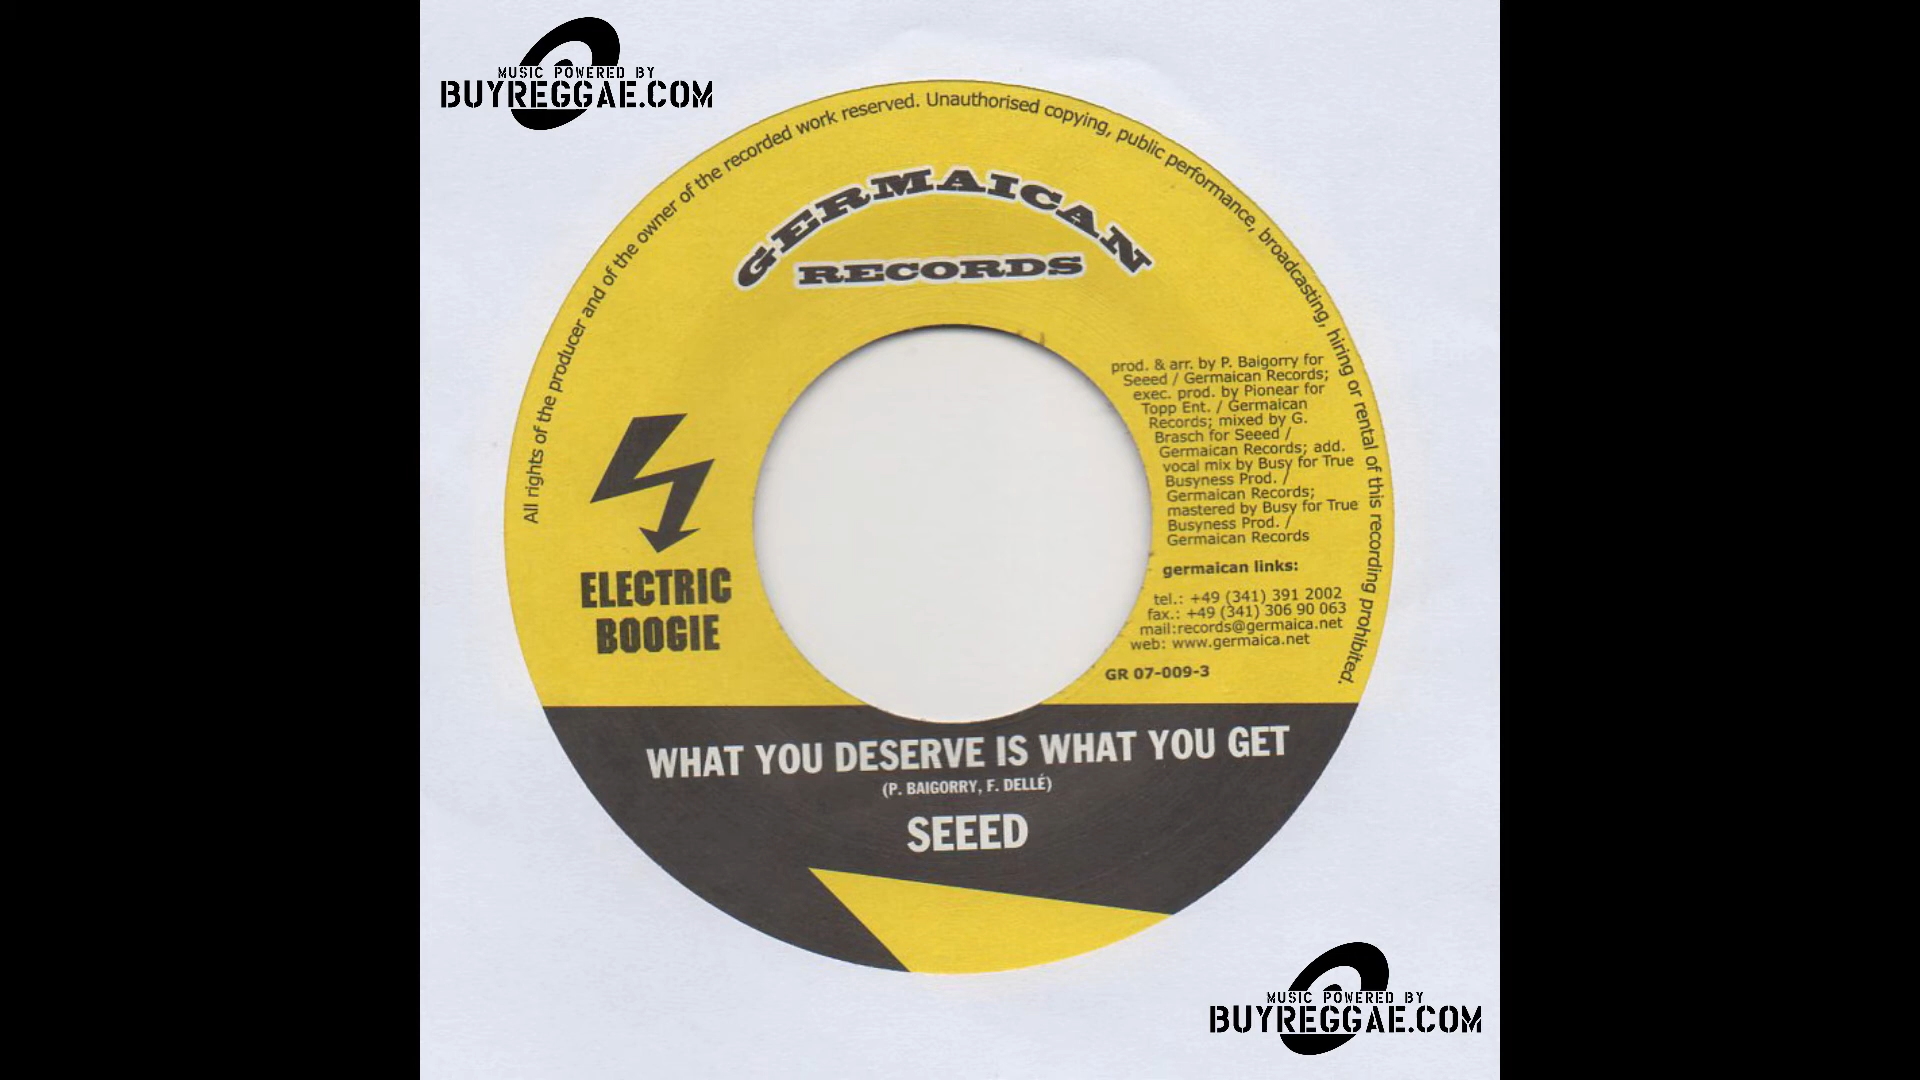 MUSIC POWERED BY
BUYREGGAE.COM
All rights of the producer and of the owner of the recorded work reserved. Unauthorised copying, public performance, broadcasting, hiring or rental of this recording prohibited.
GERMAICAN
RECORDS
prod. & arr. by P. Baigorry for
Seeed / Germaican Records;
exec. prod. by Pionear for
Topp Ent. / Germaican
Records; mixed by G.
Brasch for Seeed /
Germaican Records; add.
vocal mix by Busy for True
Busyness Prod. /
Germaican Records;
mastered by Busy for True
Busyness Prod. /
Germaican Records
germaican links:
tel.: +49 (341) 391 2002
fax.: +49 (341) 306 90 063
mail:records@germaica.net
web: www.germaica.net
GR 07-009-3
ELECTRIC
BOOGIE
WHAT YOU DESERVE IS WHAT YOU GET
(P. BAIGORRY, F. DELLÉ)
SEEED
MUSIC POWERED BY
BUYREGGAE.COM